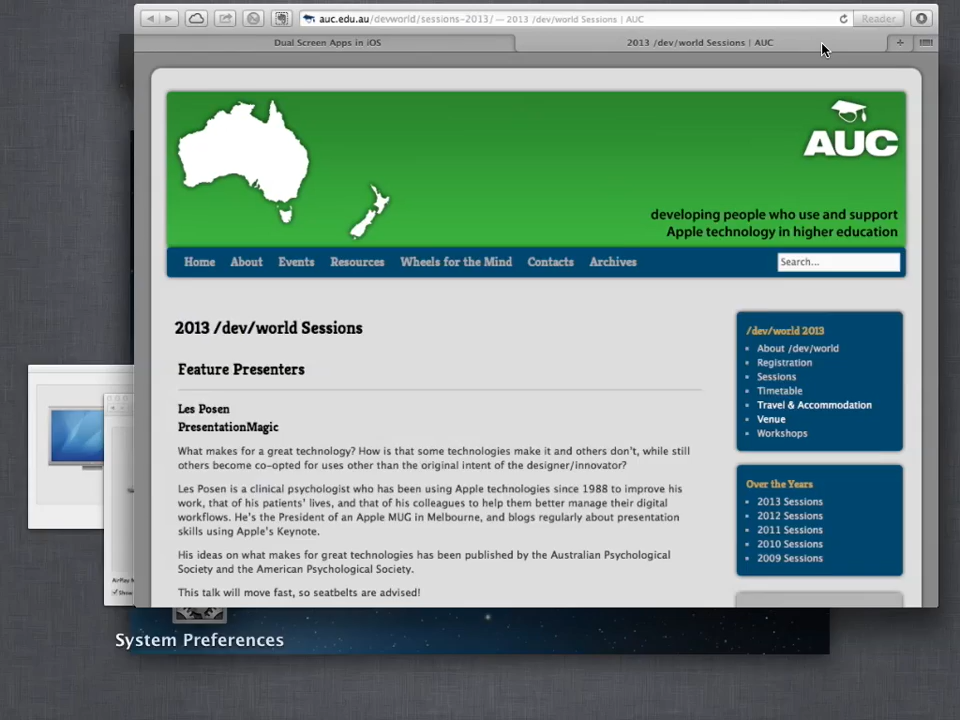 auc.edu.au/devworld/sessions-2013/ — 2013 /dev/world Sessions | AUC
Reader
Dual Screen Apps in iOS
2013 /dev/world Sessions | AUC
AUC
developing people who use and support
Apple technology in higher education
Home About Events Resources Wheels for the Mind Contacts Archives
Search...
2013 /dev/world Sessions
Feature Presenters
Les Posen
PresentationMagic
What makes for a great technology? How is that some technologies make it and others don't, while still
others become co-opted for uses other than the original intent of the designer/innovator?
Les Posen is a clinical psychologist who has been using Apple technologies since 1988 to improve his
work, that of his patients' lives, and that of his colleagues to help them better manage their digital
workflows. He's the President of an Apple MUG in Melbourne, and blogs regularly about presentation
skills using Apple's Keynote.
His ideas on what makes for great technologies has been published by the Australian Psychological
Society and the American Psychological Society.
This talk will move fast, so seatbelts are advised!
/dev/world 2013
About /dev/world
Registration
Sessions
Timetable
Travel & Accommodation
Venue
Workshops
Over the Years
2013 Sessions
2012 Sessions
2011 Sessions
2010 Sessions
2009 Sessions
AirPlay
Show
System Preferences